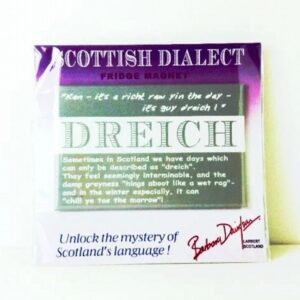 SCOTTISH DIALECT
FRIDGE MAGNET
"Ken - it's a richt raw yin the day -
it's guy dreich!"
DREICH
Sometimes in Scotland we have days which
can only be described as "dreich".
They feel seemingly interminable, and the
damp greyness "hings aboot like a wet rag"-
and in the winter especially, it can
"chill ye tae the marrow"!
Unlock the mystery of
Scotland's language!
Barbara
LARBERT
SCOTLAND